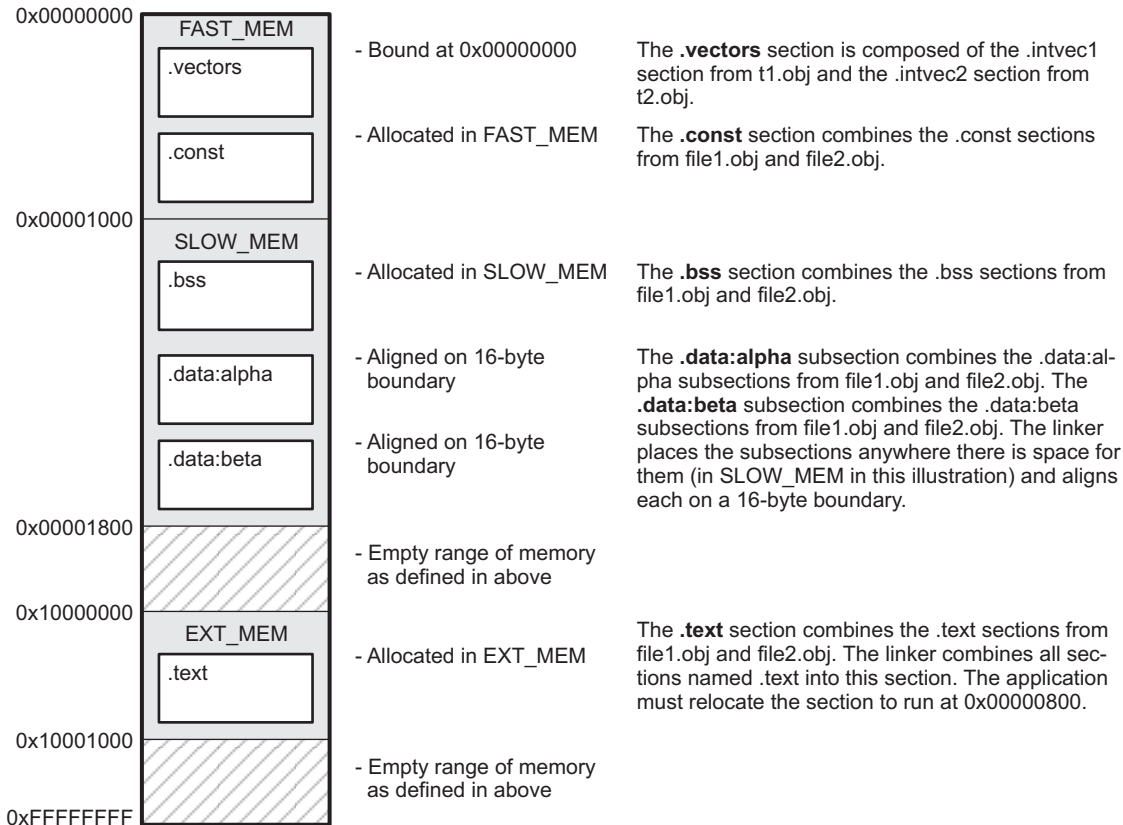 0x00000000
FAST_MEM
.vectors
- Bound at 0x00000000
The .vectors section is composed of the .intvec1
section from t1.obj and the .intvec2 section from
t2.obj.
.const
- Allocated in FAST_MEM
The .const section combines the .const sections
from file1.obj and file2.obj.
0x00001000
SLOW_MEM
.bss
- Allocated in SLOW_MEM
The .bss section combines the .bss sections from
file1.obj and file2.obj.
.data:alpha
- Aligned on 16-byte
boundary
.data:beta
- Aligned on 16-byte
boundary
The .data:alpha subsection combines the .data:al-
pha subsections from file1.obj and file2.obj. The
.data:beta subsection combines the .data:beta
subsections from file1.obj and file2.obj. The linker
places the subsections anywhere there is space for
them (in SLOW_MEM in this illustration) and aligns
each on a 16-byte boundary.
0x00001800
- Empty range of memory
as defined in above
0x10000000
EXT_MEM
.text
- Allocated in EXT_MEM
The .text section combines the .text sections from
file1.obj and file2.obj. The linker combines all sec-
tions named .text into this section. The application
must relocate the section to run at 0x00000800.
0x10001000
- Empty range of memory
as defined in above
0xFFFFFFFF